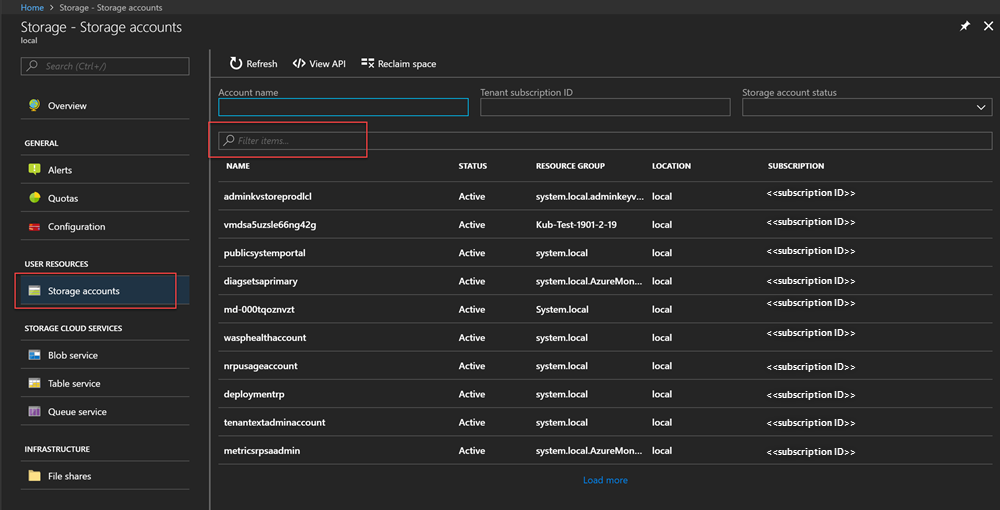 Home > Storage - Storage accounts
Storage - Storage accounts
local
Search (Ctrl+/)
Overview
GENERAL
Alerts
Quotas
Configuration
USER RESOURCES
Storage accounts
STORAGE CLOUD SERVICES
Blob service
Table service
Queue service
INFRASTRUCTURE
File shares
Refresh </> View API Reclaim space
Account name Tenant subscription ID Storage account status
Filter items...
NAME STATUS RESOURCE GROUP LOCATION SUBSCRIPTION
adminkvstoreprodlcl Active system.local.adminkeyv... local <<subscription ID>>
vmdsa5uzsle66ng42g Active Kub-Test-1901-2-19 local <<subscription ID>>
publicsystemportal Active system.local local <<subscription ID>>
diagsetsaprimary Active system.local.AzureMon... local <<subscription ID>>
md-000tqoznvzt Active System.local local <<subscription ID>>
wasphealthaccount Active system.local local <<subscription ID>>
nrpusageaccount Active system.local local <<subscription ID>>
deploymentrp Active system.local local <<subscription ID>>
tenantextadminaccount Active system.local local <<subscription ID>>
metricsrpsaadmin Active system.local.AzureMon... local <<subscription ID>>
Load more